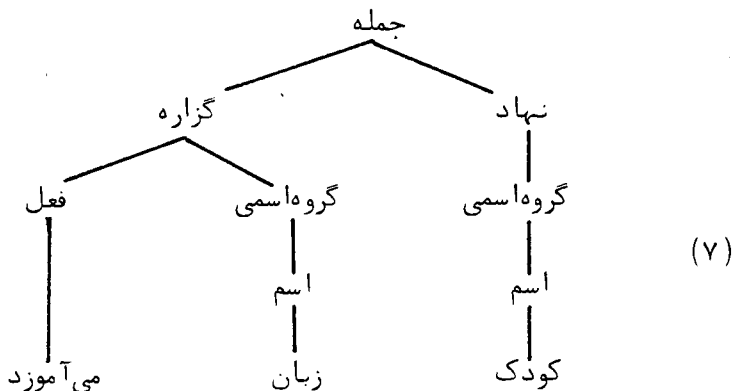 جمله
نهاد گزاره
گروه‌اسمی گروه‌اسمی فعل
(۷)
اسم اسم
کودک زبان می‌آموزد